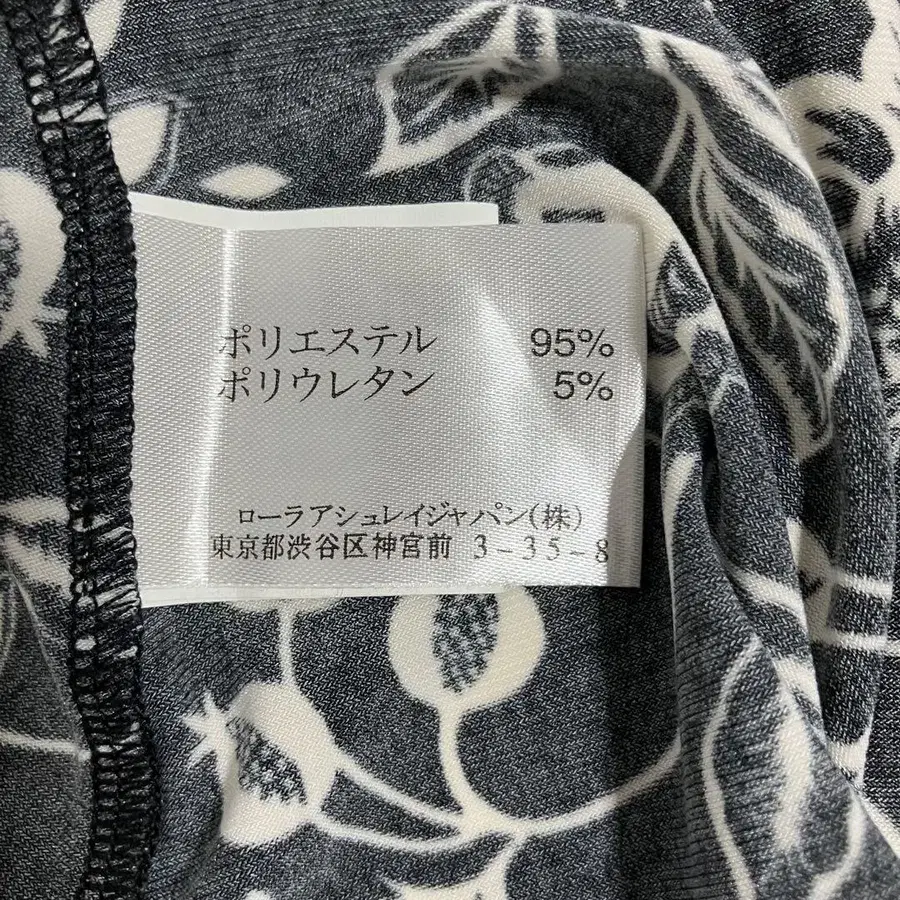 ポリエステル 95%
ポリウレタン 5%
ローラアシュレイジャパン(株)
東京都渋谷区神宮前 3-35-8